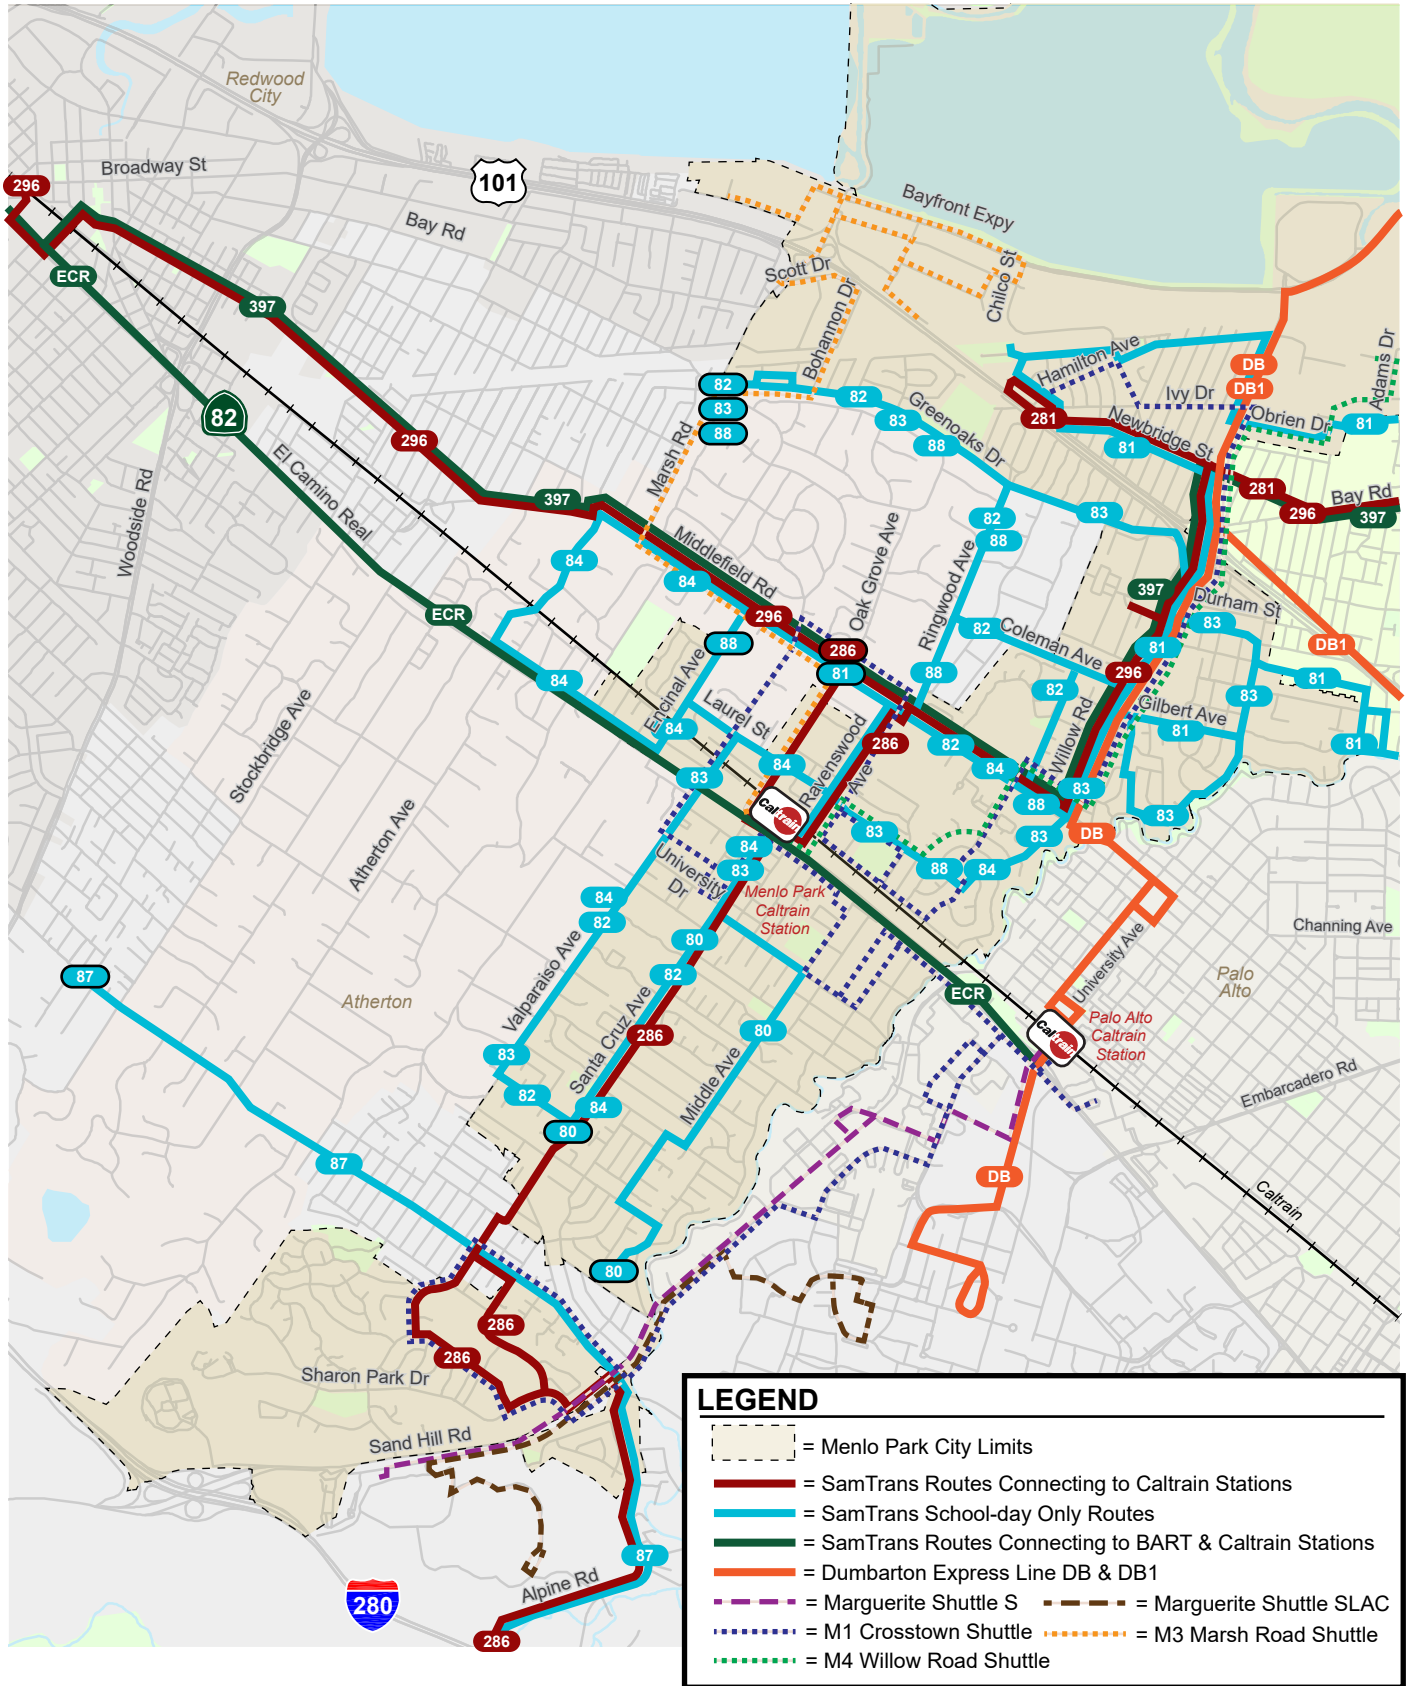 Redwood
City
Broadway St
101
296
Bay Rd
Bayfront Expy
Scott Dr
Chilco St
ECR
397
Bohannon Dr
Hamilton Ave
DB
DB1
Adams Dr
82
82
83
88
82
83
88
Greenoaks Dr
Ivy Dr
281
Newbridge St
81
Obrien Dr
81
82
296
Marsh Rd
El Camino Real
Woodside Rd
397
281
296
Bay Rd
397
82
88
83
Middlefield Rd
84
84
296
Oak Grove Ave
Ringwood Ave
397
Durham St
83
ECR
88
286
81
82
Coleman Ave
81
DB1
84
Encinal Ave
Laurel St
84
88
82
296
81
83
Gilbert Ave
81
81
Stockbridge Ave
Ravenswood
Ave
286
82
84
Willow Rd
83
84
83
Caltrain
88
83
83
DB
Atherton Ave
84
83
University
Dr
83
88
84
Menlo Park
Caltrain
Station
84
82
Channing Ave
University Ave
Palo
Alto
87
Atherton
Valparaiso Ave
80
82
ECR
Santa Cruz Ave
286
80
Caltrain
Palo Alto
Caltrain
Station
83
82
84
80
Middle Ave
Embarcadero Rd
87
DB
Caltrain
80
286
286
Sharon Park Dr
Sand Hill Rd
87
Alpine Rd
280
286
LEGEND
= Menlo Park City Limits
= SamTrans Routes Connecting to Caltrain Stations
= SamTrans School-day Only Routes
= SamTrans Routes Connecting to BART & Caltrain Stations
= Dumbarton Express Line DB & DB1
= Marguerite Shuttle S
= Marguerite Shuttle SLAC
= M1 Crosstown Shuttle
= M3 Marsh Road Shuttle
= M4 Willow Road Shuttle